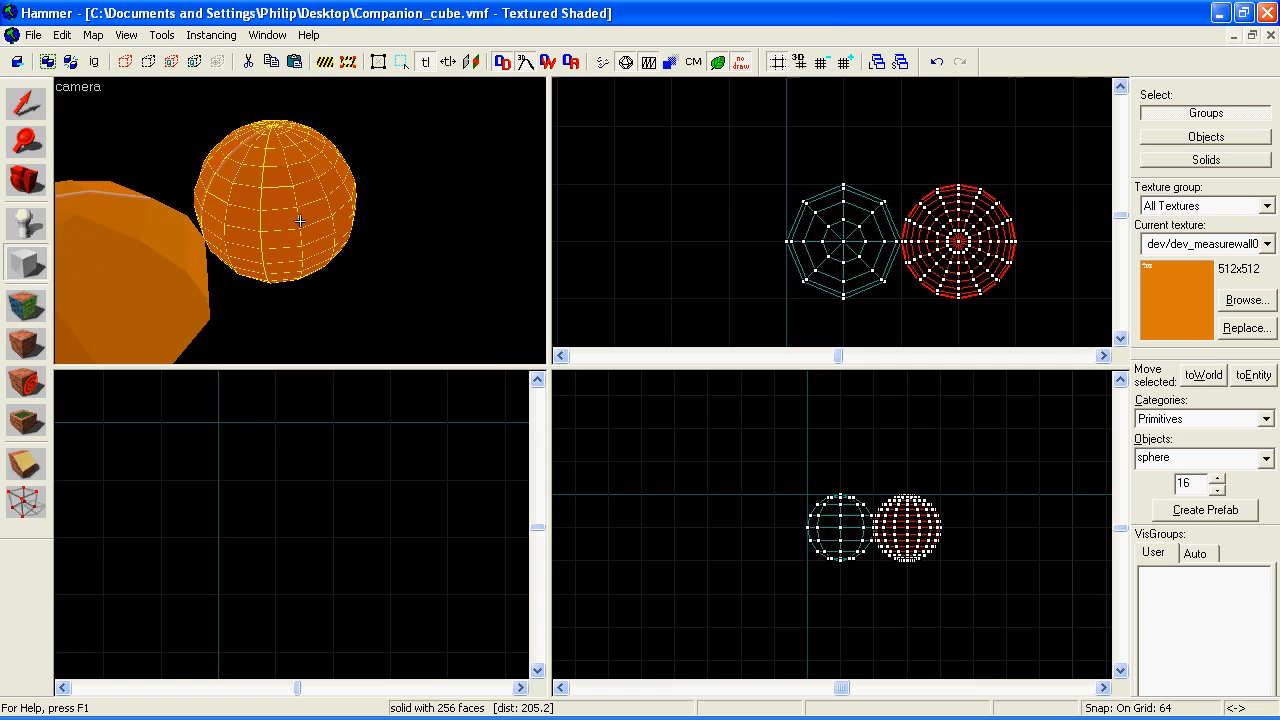 Hammer - [C:\Documents and Settings\Philip\Desktop\Companion_cube.vmf - Textured Shaded]
File Edit Map View Tools Instancing Window Help
CM
no draw
camera
Select:
Groups
Objects
Solids
Texture group:
All Textures
Current texture:
dev/dev_measurewall0
512x512
Browse...
Replace...
Move selected:
toWorld
toEntity
Categories:
Primitives
Objects:
sphere
16
Create Prefab
VisGroups:
User Auto
For Help, press F1
solid with 256 faces [dist: 205.2]
Snap: On Grid: 64
<->